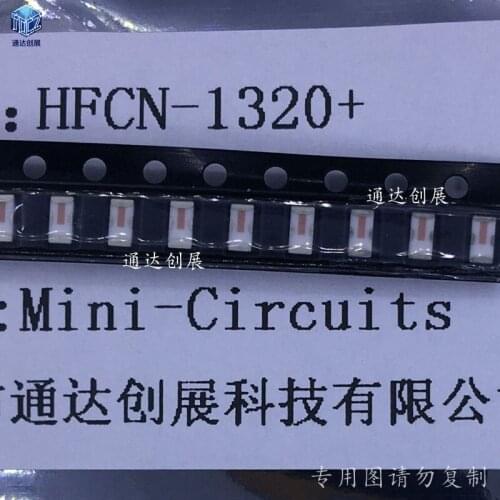 通达创展
:HFCN-1320+
通达创展
通达创展
:Mini-Circuits
通达创展科技有限公
专用图请勿复制